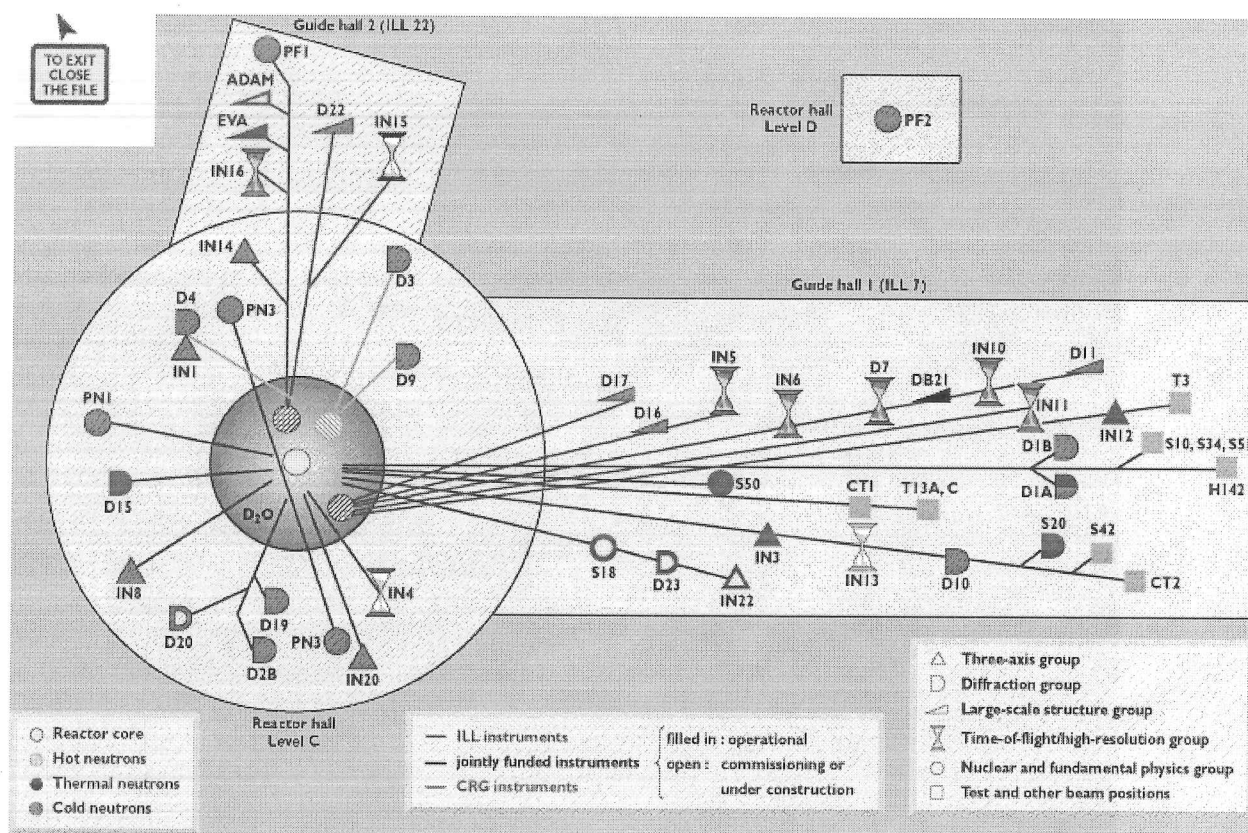 TO EXIT
CLOSE
THE FILE
Guide hall 2 (ILL 22)
PF1
ADAM
EVA
D22
IN15
IN16
Reactor hall
Level D
PF2
IN14
D3
D4
PN3
IN1
D9
PN1
D15
D₂O
IN8
IN4
D20
D19
D2B
PN3
IN20
Reactor hall
Level C
Guide hall 1 (ILL 7)
D17
D16
IN5
IN6
D7
DB21
IN10
D11
IN11
T3
IN12
D1B
S10, S34, S5
D1A
H142
S50
CT1
T13A, C
S18
D23
IN22
IN3
IN13
D10
S20
S42
CT2
Reactor core
Hot neutrons
Thermal neutrons
Cold neutrons
ILL instruments
jointly funded instruments
CRG instruments
filled in : operational
open : commissioning or
under construction
Three-axis group
Diffraction group
Large-scale structure group
Time-of-flight/high-resolution group
Nuclear and fundamental physics group
Test and other beam positions